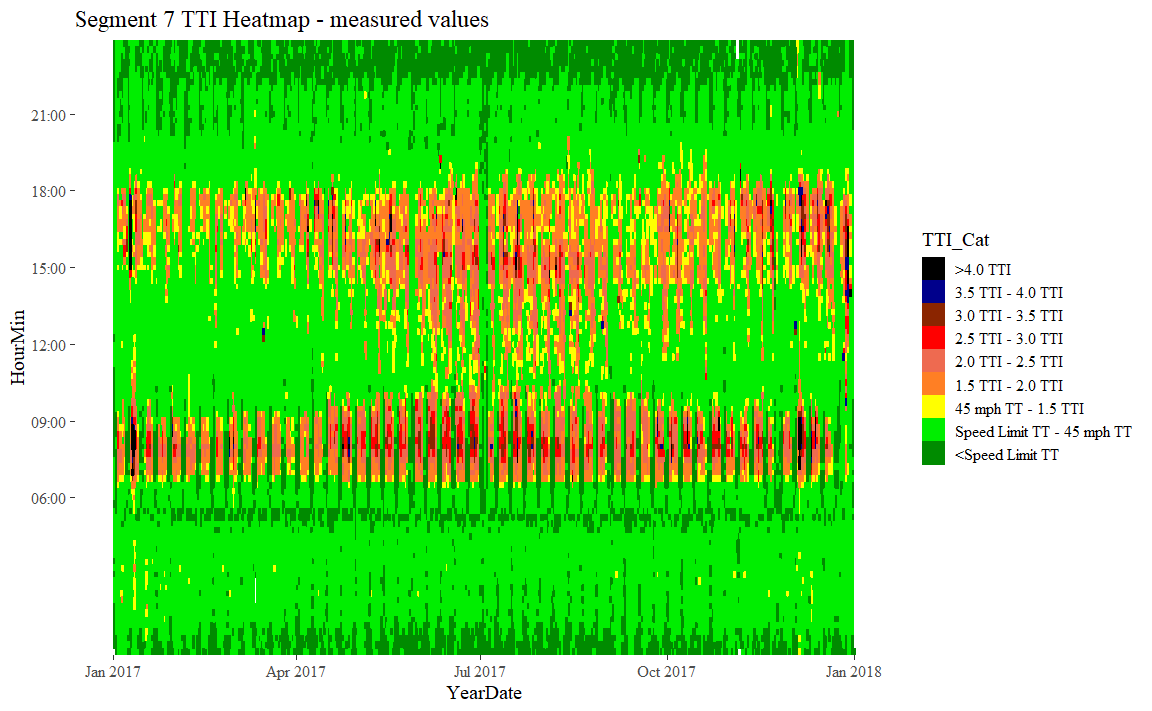 Segment 7 TTI Heatmap - measured values
21:00
18:00
15:00
12:00
09:00
06:00
HourMin
Jan 2017 Apr 2017 Jul 2017 Oct 2017 Jan 2018
YearDate
TTI_Cat
>4.0 TTI
3.5 TTI - 4.0 TTI
3.0 TTI - 3.5 TTI
2.5 TTI - 3.0 TTI
2.0 TTI - 2.5 TTI
1.5 TTI - 2.0 TTI
45 mph TT - 1.5 TTI
Speed Limit TT - 45 mph TT
<Speed Limit TT